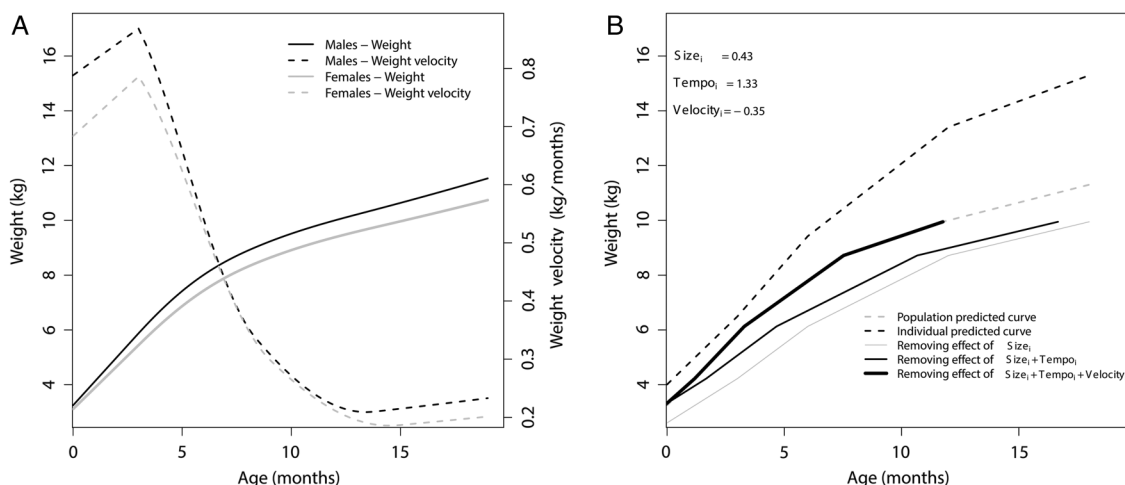 A
Males – Weight
Males – Weight velocity
Females – Weight
Females – Weight velocity
Weight (kg)
4 6 8 10 12 14 16
Weight velocity (kg/months)
0.2 0.3 0.4 0.5 0.6 0.7 0.8
0 5 10 15
Age (months)
B
Sizeᵢ = 0.43
Tempoᵢ = 1.33
Velocityᵢ = – 0.35
Weight (kg)
4 6 8 10 12 14 16
Population predicted curve
Individual predicted curve
Removing effect of Sizeᵢ
Removing effect of Sizeᵢ+Tempoᵢ
Removing effect of Sizeᵢ+Tempoᵢ+Velocity
0 5 10 15
Age (months)